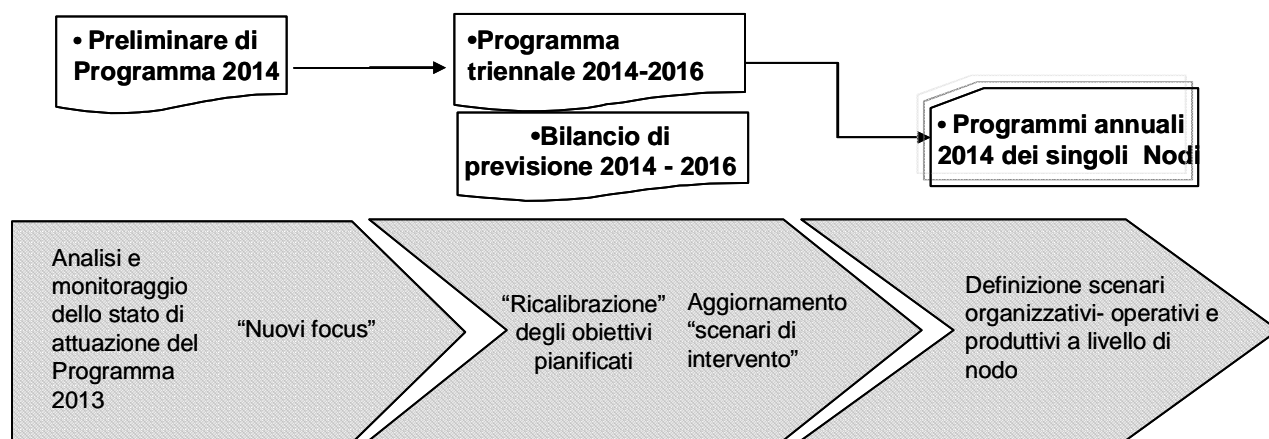 • Preliminare di
Programma 2014
•Programma
triennale 2014-2016
•Bilancio di
previsione 2014 - 2016
• Programmi annuali
2014 dei singoli Nodi
Analisi e
monitoraggio
dello stato di
attuazione del
Programma
2013
“Nuovi focus”
“Ricalibrazione”
degli obiettivi
pianificati
Aggiornamento
“scenari di
intervento”
Definizione scenari
organizzativi- operativi e
produttivi a livello di
nodo